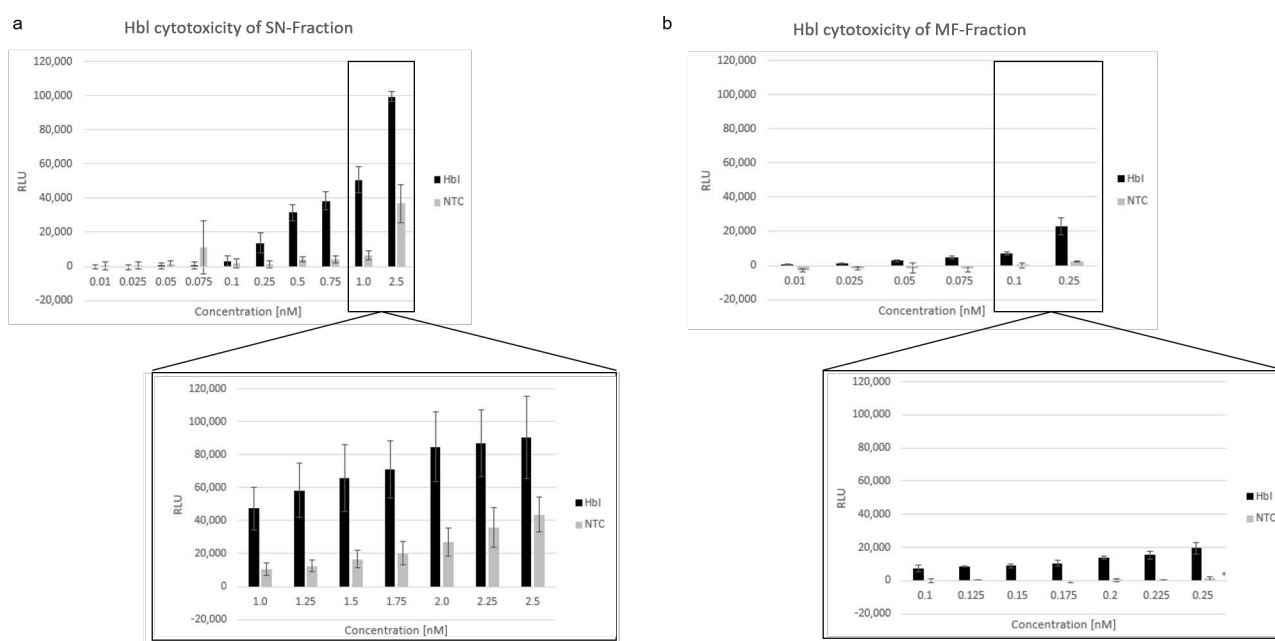 a
Hbl cytotoxicity of SN-Fraction
120,000
100,000
80,000
60,000
40,000
20,000
0
-20,000
RLU
0.01 0.025 0.05 0.075 0.1 0.25 0.5 0.75 1.0 2.5
Concentration [nM]
Hbl
NTC
120,000
100,000
80,000
60,000
40,000
20,000
0
-20,000
RLU
1.0 1.25 1.5 1.75 2.0 2.25 2.5
Concentration [nM]
Hbl
NTC
b
Hbl cytotoxicity of MF-Fraction
120,000
100,000
80,000
60,000
40,000
20,000
0
-20,000
RLU
0.01 0.025 0.05 0.075 0.1 0.25
Concentration [nM]
Hbl
NTC
120,000
100,000
80,000
60,000
40,000
20,000
0
-20,000
RLU
0.1 0.125 0.15 0.175 0.2 0.225 0.25
Concentration [nM]
Hbl
NTC
*